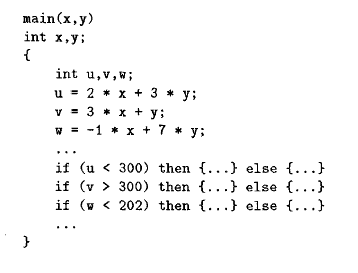 main(x,y)
int x,y;
{
int u,v,w;
u = 2 * x + 3 * y;
v = 3 * x + y;
w = -1 * x + 7 * y;
...
if (u < 300) then {...} else {...}
if (v > 300) then {...} else {...}
if (w < 202) then {...} else {...}
...
}